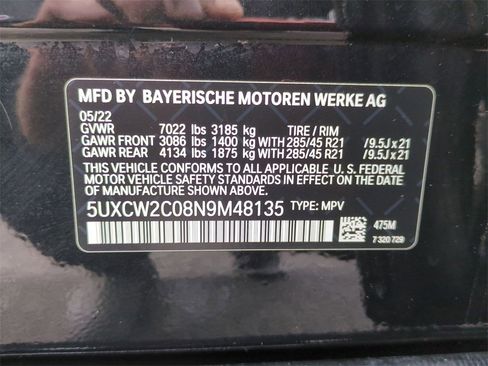 MFD BY BAYERISCHE MOTOREN WERKE AG
05/22
GVWR 7022 lbs 3185 kg TIRE / RIM
GAWR FRONT 3086 lbs 1400 kg WITH 285/45 R21 /9.5J x 21
GAWR REAR 4134 lbs 1875 kg WITH 285/45 R21 /9.5J x 21
THIS VEHICLE CONFORMS TO ALL APPLICABLE U. S. FEDERAL
MOTOR VEHICLE SAFETY STANDARDS IN EFFECT ON
THE DATE OF MANUFACTURE SHOWN ABOVE.
5UXCW2C08N9M48135 TYPE: MPV
475M
7 320 729